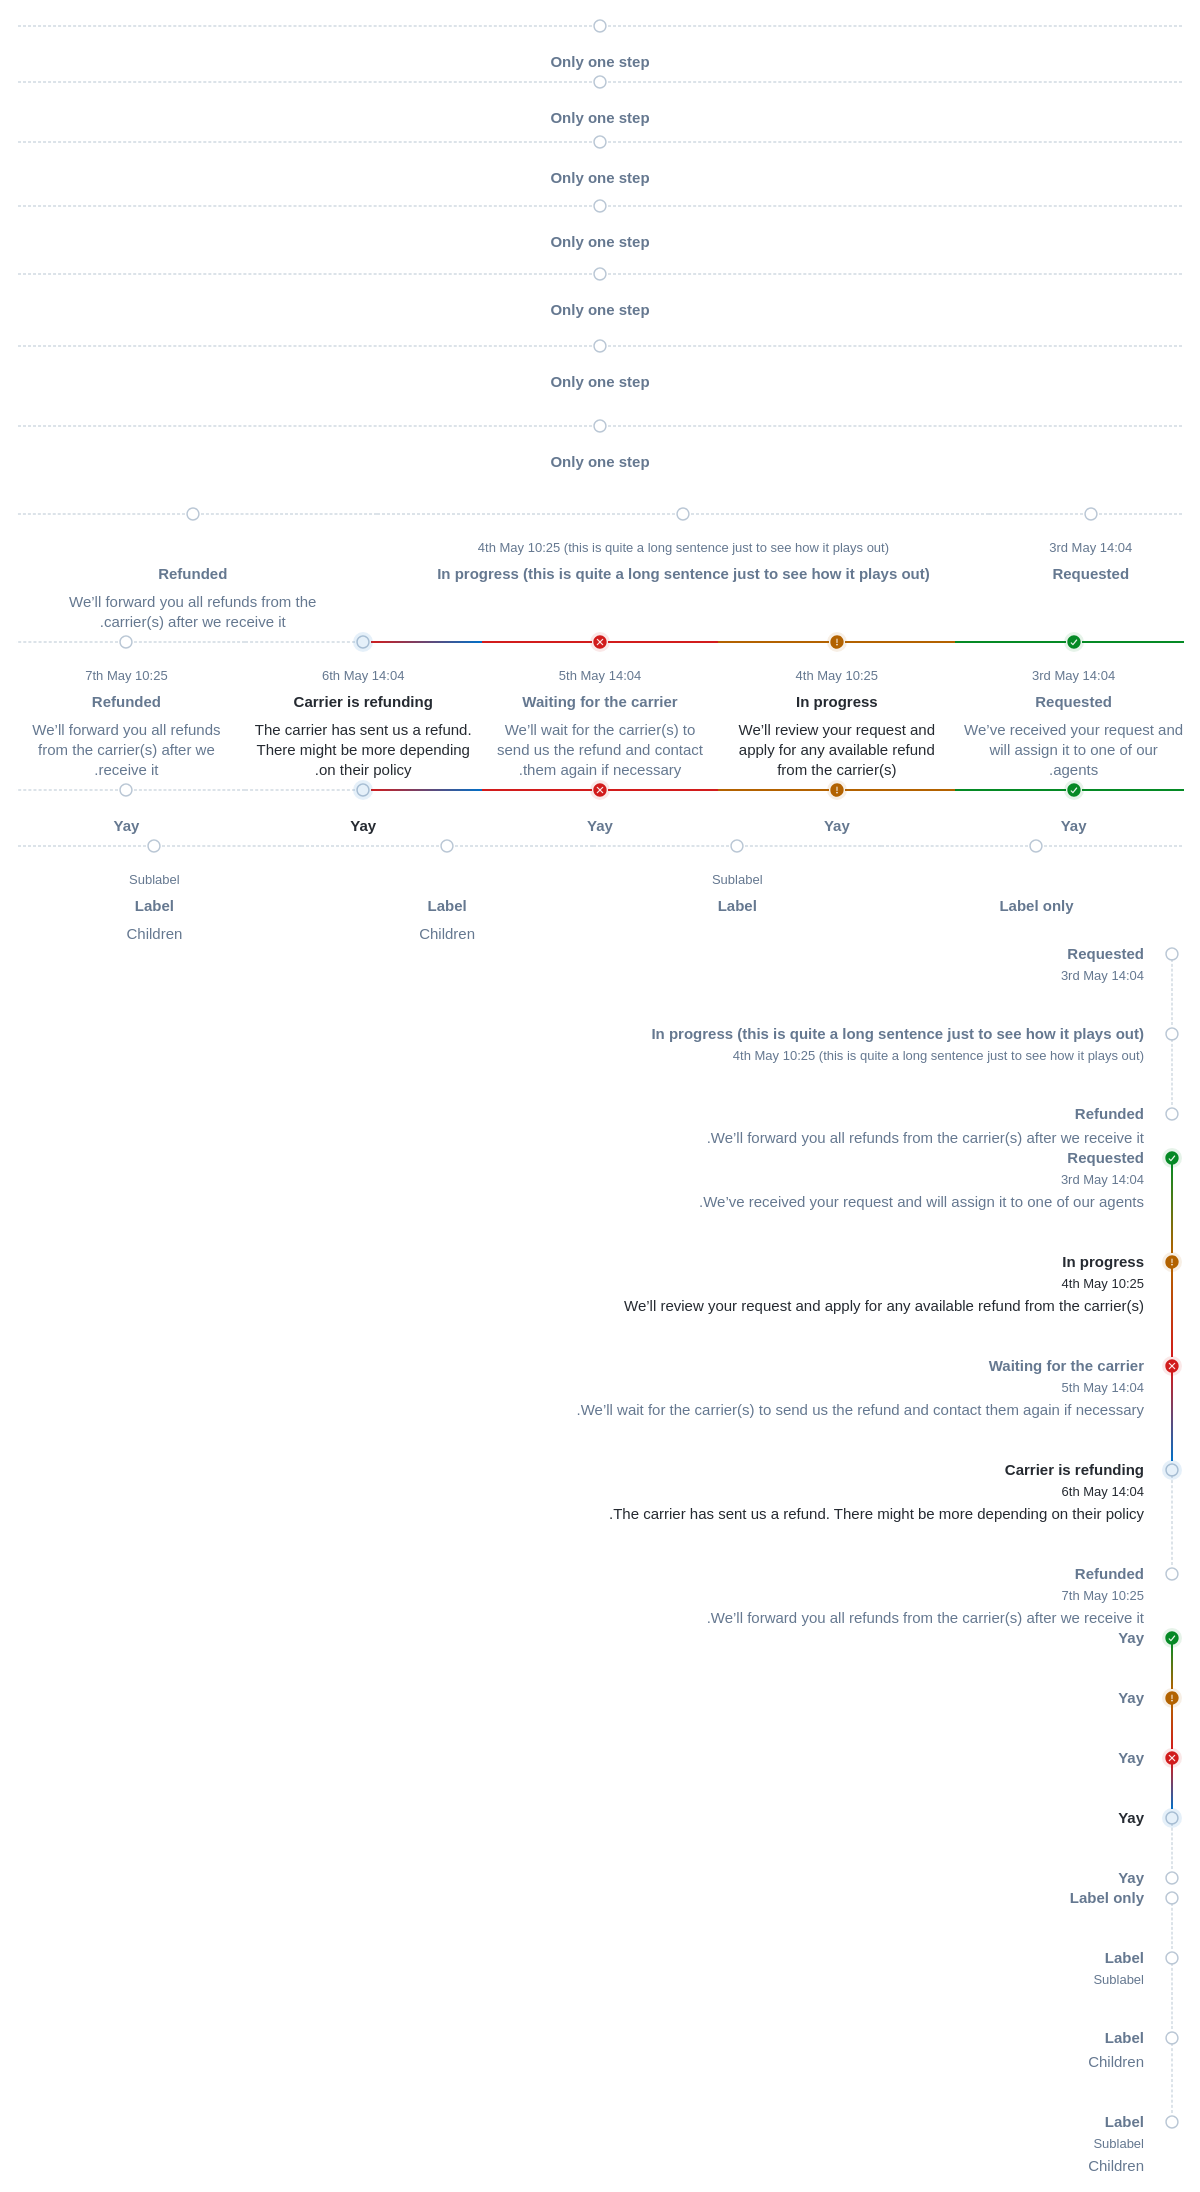 Only one step
Only one step
Only one step
Only one step
Only one step
Only one step
Only one step
4th May 10:25 (this is quite a long sentence just to see how it plays out)
3rd May 14:04
Refunded
In progress (this is quite a long sentence just to see how it plays out)
Requested
We’ll forward you all refunds from the
.carrier(s) after we receive it
7th May 10:25
6th May 14:04
5th May 14:04
4th May 10:25
3rd May 14:04
Refunded
Carrier is refunding
Waiting for the carrier
In progress
Requested
We’ll forward you all refunds
from the carrier(s) after we
.receive it
The carrier has sent us a refund.
There might be more depending
.on their policy
We’ll wait for the carrier(s) to
send us the refund and contact
.them again if necessary
We’ll review your request and
apply for any available refund
from the carrier(s)
We’ve received your request and
will assign it to one of our
.agents
Yay
Yay
Yay
Yay
Yay
Sublabel
Sublabel
Label
Label
Label
Label only
Children
Children
Requested
3rd May 14:04
In progress (this is quite a long sentence just to see how it plays out)
4th May 10:25 (this is quite a long sentence just to see how it plays out)
Refunded
.We’ll forward you all refunds from the carrier(s) after we receive it
Requested
3rd May 14:04
.We’ve received your request and will assign it to one of our agents
In progress
4th May 10:25
We’ll review your request and apply for any available refund from the carrier(s)
Waiting for the carrier
5th May 14:04
.We’ll wait for the carrier(s) to send us the refund and contact them again if necessary
Carrier is refunding
6th May 14:04
.The carrier has sent us a refund. There might be more depending on their policy
Refunded
7th May 10:25
.We’ll forward you all refunds from the carrier(s) after we receive it
Yay
Yay
Yay
Yay
Yay
Label only
Label
Sublabel
Label
Children
Label
Sublabel
Children